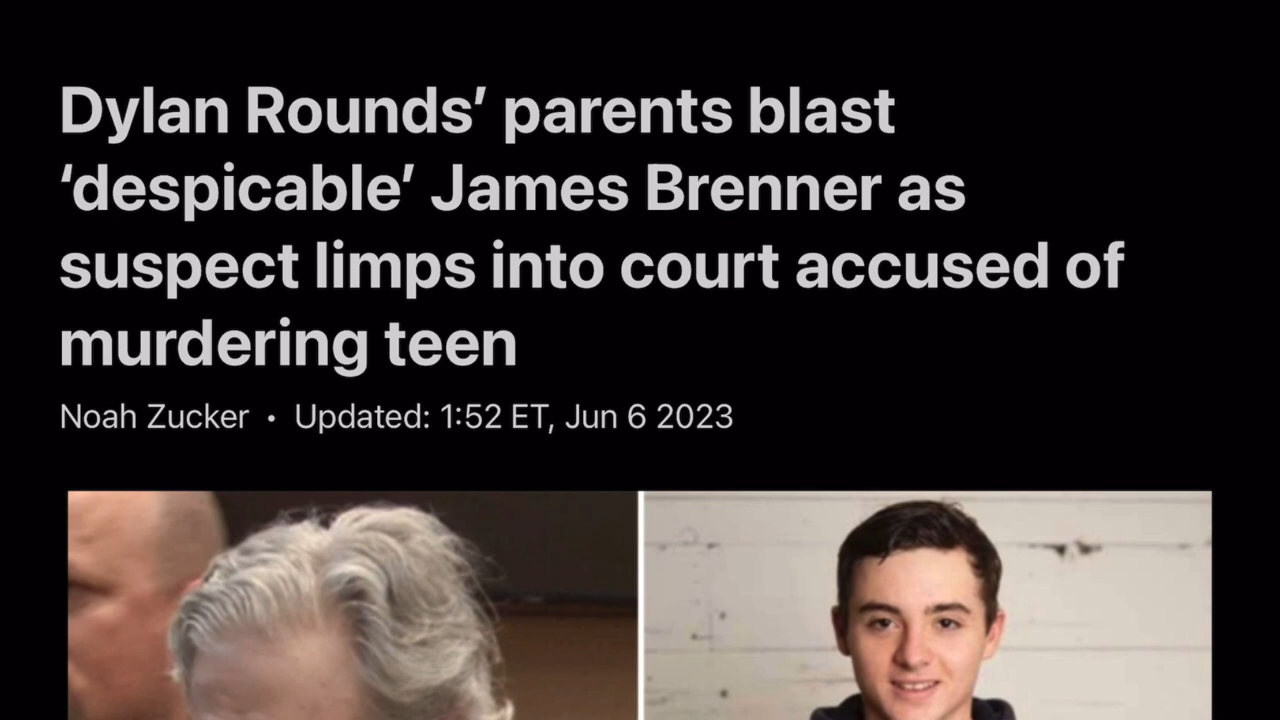 Dylan Rounds’ parents blast
‘despicable’ James Brenner as
suspect limps into court accused of
murdering teen
Noah Zucker • Updated: 1:52 ET, Jun 6 2023